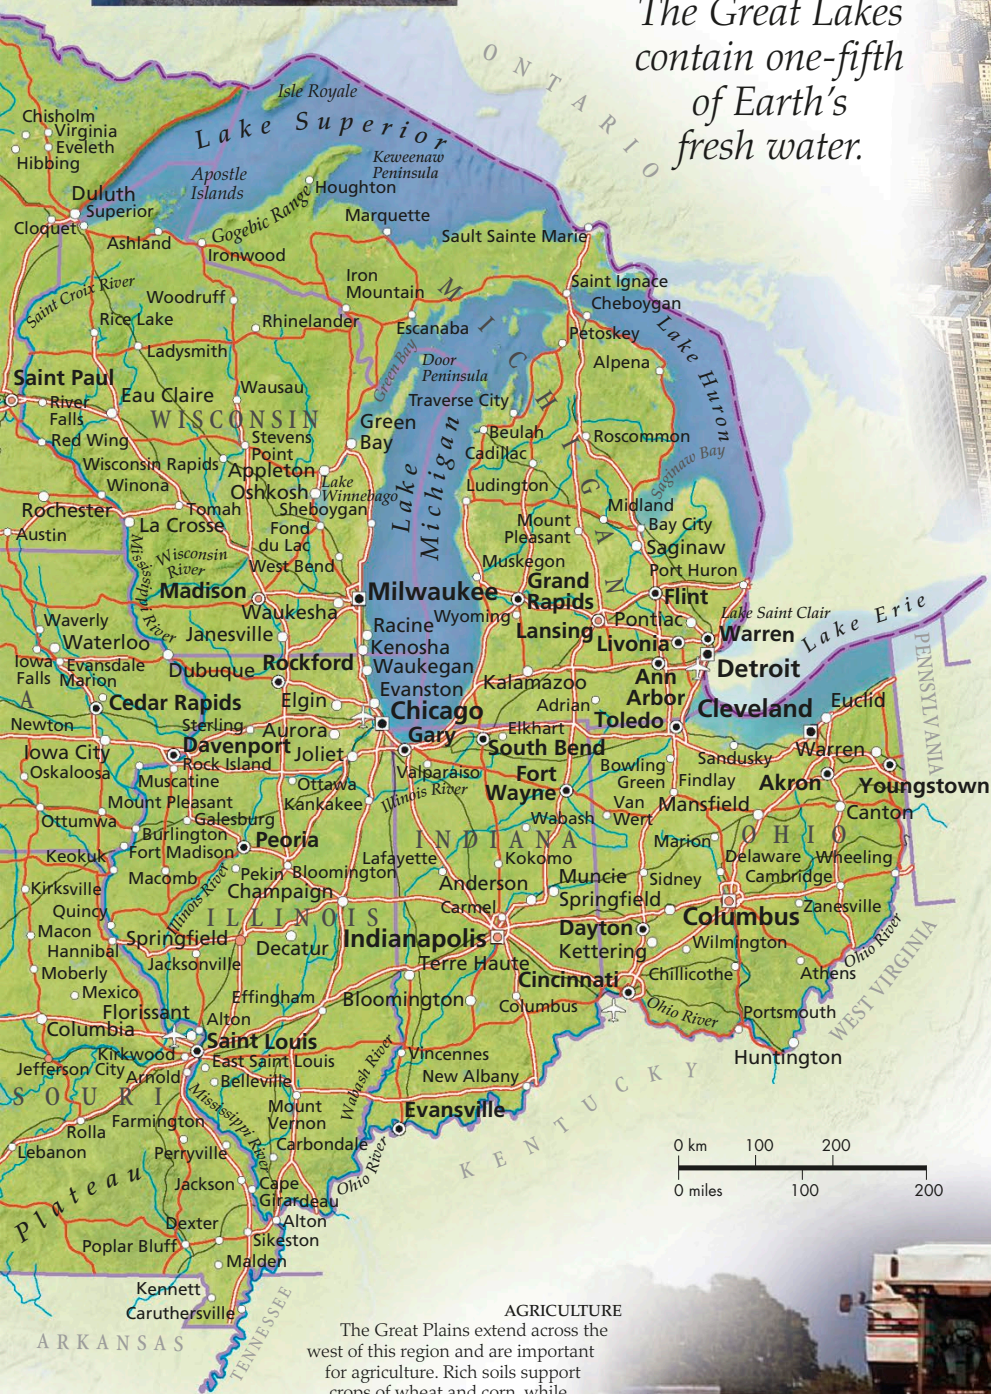 The Great Lakes
contain one-fifth
of Earth's
fresh water.
ONTARIO
Isle Royale
Lake Superior
Chisholm
Virginia
Eveleth
Hibbing
Keweenaw
Peninsula
Apostle
Islands
Houghton
Duluth
Superior
Gogebic Range
Marquette
Cloquet
Ashland
Ironwood
Sault Sainte Marie
Saint Croix River
Woodruff
Iron
Mountain
MICHIGAN
Saint Ignace
Cheboygan
Rice Lake
Rhinelander
Escanaba
Petoskey
Lake Huron
Ladysmith
Green Bay
Door
Peninsula
Alpena
Saint Paul
River
Falls
Eau Claire
Wausau
Traverse City
WISCONSIN
Green
Bay
Lake
Michigan
Red Wing
Stevens
Point
Beulah
Roscommon
Cadillac
Saginaw Bay
Wisconsin Rapids
Appleton
Winona
Oshkosh
Lake
Winnebago
Ludington
Rochester
Tomah
Sheboygan
Midland
Austin
La Crosse
Fond
du Lac
Mount
Pleasant
Bay City
Saginaw
Mississippi River
Wisconsin
River
West Bend
Muskegon
Port Huron
Madison
Milwaukee
Grand
Rapids
Flint
Waukesha
Wyoming
Lake Saint Clair
Waverly
Janesville
Racine
Lansing
Pontiac
Lake Erie
Waterloo
Kenosha
Livonia
Warren
Iowa
Falls
Evansdale
Marion
Dubuque
Rockford
Waukegan
Kalamazoo
Ann
Arbor
Detroit
PENNSYLVANIA
A
Cedar Rapids
Elgin
Evanston
Chicago
Adrian
Cleveland
Euclid
Newton
Sterling
Aurora
Gary
Elkhart
Toledo
Iowa City
Davenport
Joliet
South Bend
Sandusky
Warren
Oskaloosa
Rock Island
Muscatine
Ottawa
Valparaiso
Fort
Wayne
Bowling
Green
Findlay
Akron
Youngstown
Mount Pleasant
Kankakee
Illinois River
Van
Wert
Mansfield
Canton
Ottumwa
Galesburg
Wabash
Burlington
Peoria
INDIANA
Marion
OHIO
Keokuk
Fort Madison
Lafayette
Kokomo
Delaware
Wheeling
Macomb
Pekin
Bloomington
Muncie
Sidney
Cambridge
Kirksville
Illinois River
Champaign
Anderson
Springfield
Quincy
ILLINOIS
Carmel
Columbus
Zanesville
Macon
Springfield
Indianapolis
Dayton
Hannibal
Decatur
Kettering
Wilmington
Ohio River
Jacksonville
Terre Haute
Moberly
Cincinnati
Chillicothe
Athens
WEST VIRGINIA
Mexico
Effingham
Bloomington
Columbus
Ohio River
Portsmouth
Florissant
Alton
Columbia
Saint Louis
Huntington
Kirkwood
East Saint Louis
Wabash River
Vincennes
Jefferson City
Arnold
Belleville
New Albany
KENTUCKY
SOURI
Mississippi River
Mount
Vernon
Evansville
Farmington
Rolla
Lebanon
Perryville
Carbondale
Ohio River
Plateau
Jackson
Cape
Girardeau
Dexter
Alton
Poplar Bluff
Sikeston
Malden
Kennett
Caruthersville
ARKANSAS
TENNESSEE
0 km 100 200
0 miles 100 200
AGRICULTURE
The Great Plains extend across the
west of this region and are important
for agriculture. Rich soils support
crops of wheat and corn, while